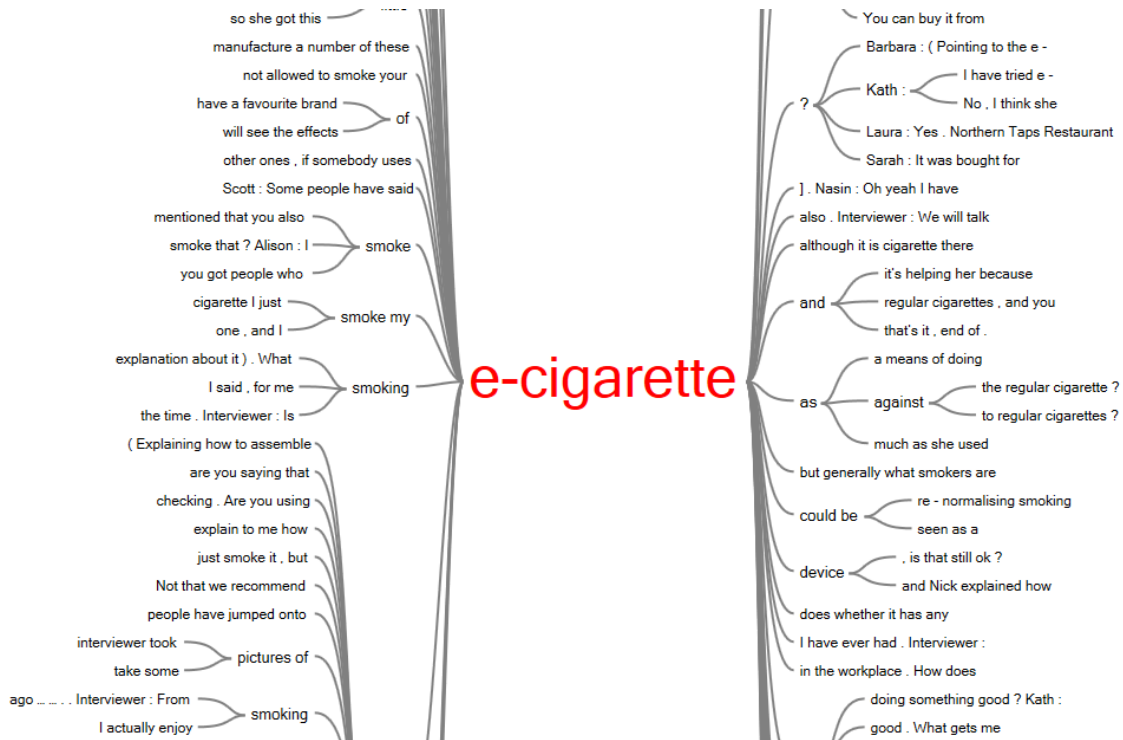 so she got this
manufacture a number of these
not allowed to smoke your
have a favourite brand
will see the effects
of
other ones , if somebody uses
Scott : Some people have said
mentioned that you also
smoke that ? Alison : I
you got people who
smoke
cigarette I just
one , and I
smoke my
explanation about it ) . What
I said , for me
the time . Interviewer : Is
smoking
( Explaining how to assemble
are you saying that
checking . Are you using
explain to me how
just smoke it , but
Not that we recommend
people have jumped onto
interviewer took
take some
pictures of
ago ... ... . . Interviewer : From
I actually enjoy
smoking
e-cigarette
You can buy it from
?
Barbara : ( Pointing to the e -
Kath :
I have tried e -
No , I think she
Laura : Yes . Northern Taps Restaurant
Sarah : It was bought for
] . Nasin : Oh yeah I have
also . Interviewer : We will talk
although it is cigarette there
and
it's helping her because
regular cigarettes , and you
that's it , end of .
as
a means of doing
against
the regular cigarette ?
to regular cigarettes ?
much as she used
but generally what smokers are
could be
re - normalising smoking
seen as a
device
, is that still ok ?
and Nick explained how
does whether it has any
I have ever had . Interviewer :
in the workplace . How does
doing something good ? Kath :
good . What gets me